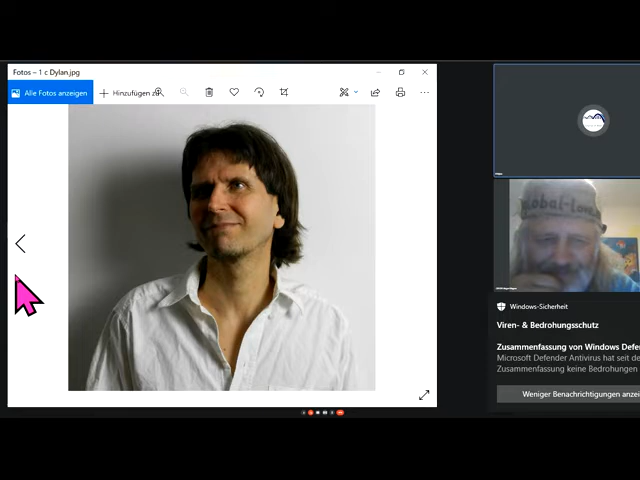 Fotos – 1 c Dylan.jpg
Alle Fotos anzeigen
Hinzufügen zu
global-love
Windows-Sicherheit
Viren- & Bedrohungsschutz
Zusammenfassung von Windows Defe
Microsoft Defender Antivirus hat seit de
Zusammenfassung keine Bedrohungen
Weniger Benachrichtigungen anzei